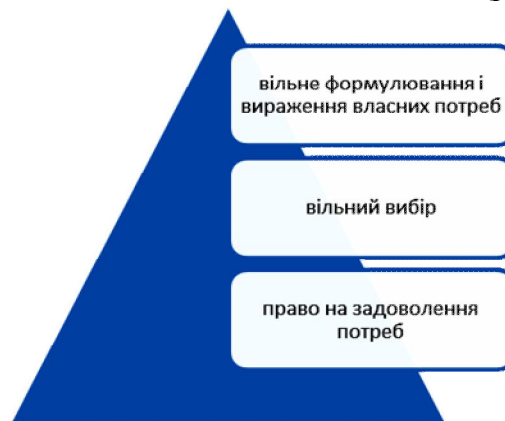 вільне формулювання і
вираження власних потреб
вільний вибір
право на задоволення
потреб